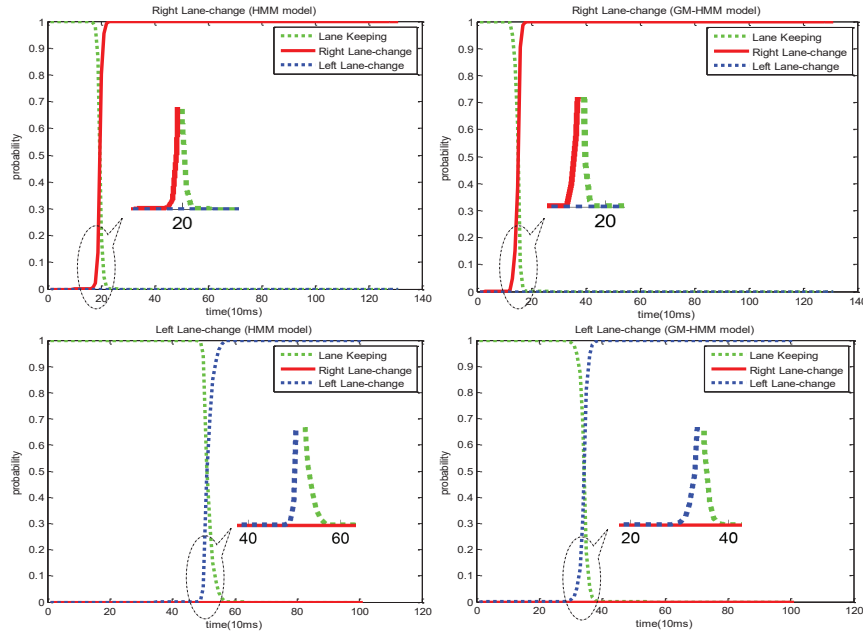 Right Lane-change (HMM model)
1
0.9
0.8
0.7
0.6
0.5
0.4
0.3
0.2
0.1
0
probability
Lane Keeping
Right Lane-change
Left Lane-change
20
0 20 40 60 80 100 120 140
time(10ms)
Right Lane-change (GM-HMM model)
1
0.9
0.8
0.7
0.6
0.5
0.4
0.3
0.2
0.1
0
probability
Lane Keeping
Right Lane-change
Left Lane-change
20
0 20 40 60 80 100 120 140
time(10ms)
Left Lane-change (HMM model)
1
0.9
0.8
0.7
0.6
0.5
0.4
0.3
0.2
0.1
0
probability
Lane Keeping
Right Lane-change
Left Lane-change
40 60
0 20 40 60 80 100 120
time(10ms)
Left Lane-change (GM-HMM model)
1
0.9
0.8
0.7
0.6
0.5
0.4
0.3
0.2
0.1
0
probability
Lane Keeping
Right Lane-change
Left Lane-change
20 40
0 20 40 60 80 100 120
time(10ms)